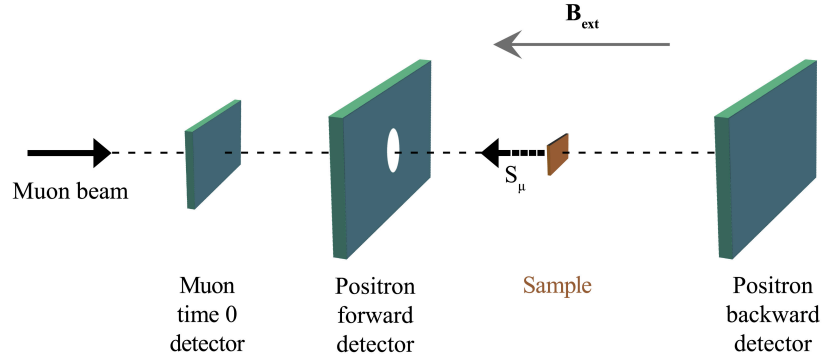 B_ext
Muon beam
S_μ
Muon
time 0
detector
Positron
forward
detector
Sample
Positron
backward
detector